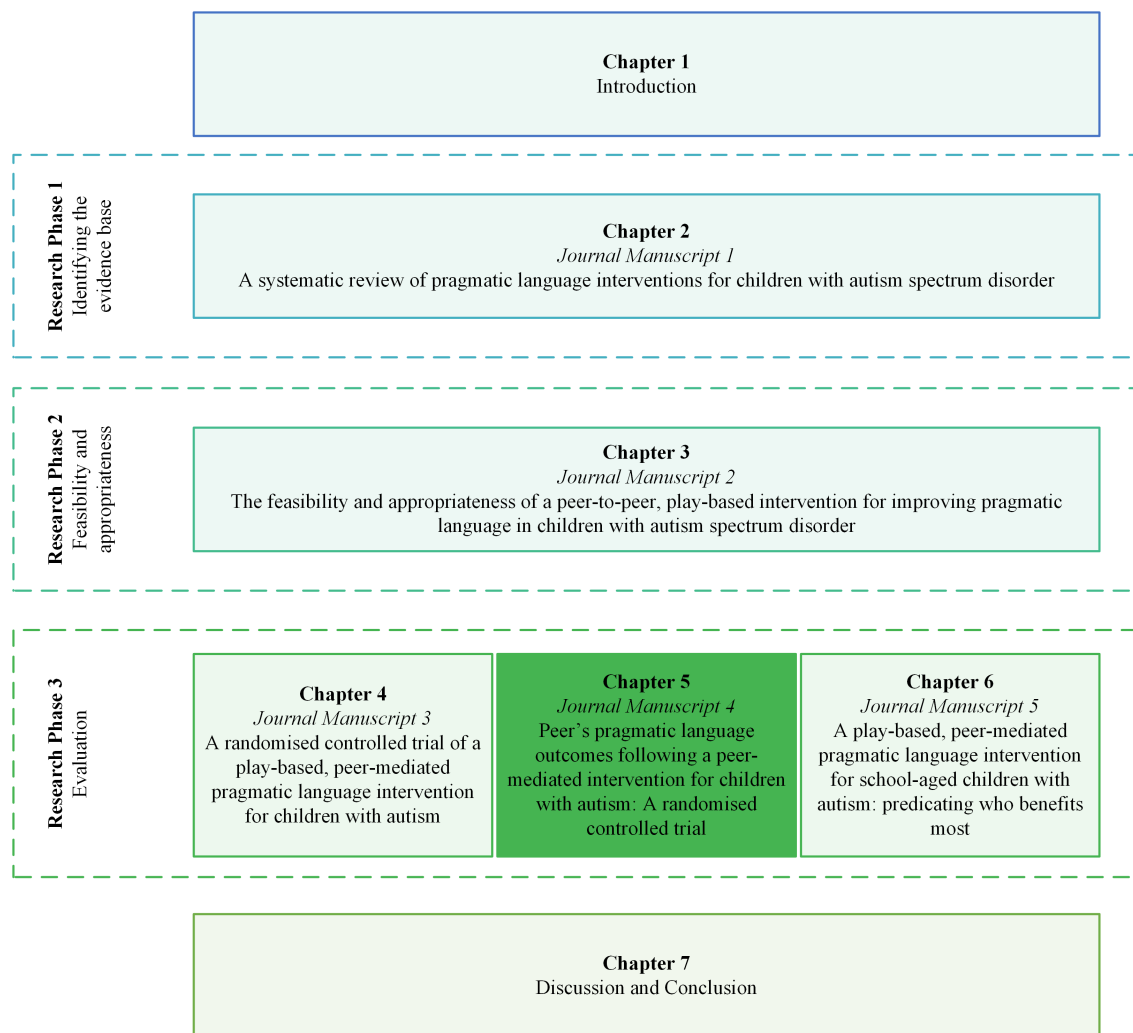 Chapter 1
Introduction
Research Phase 1
Identifying the
evidence base
Chapter 2
Journal Manuscript 1
A systematic review of pragmatic language interventions for children with autism spectrum disorder
Research Phase 2
Feasibility and
appropriateness
Chapter 3
Journal Manuscript 2
The feasibility and appropriateness of a peer-to-peer, play-based intervention for improving pragmatic
language in children with autism spectrum disorder
Research Phase 3
Evaluation
Chapter 4
Journal Manuscript 3
A randomised controlled trial of a
play-based, peer-mediated
pragmatic language intervention
for children with autism
Chapter 5
Journal Manuscript 4
Peer’s pragmatic language
outcomes following a peer-
mediated intervention for children
with autism: A randomised
controlled trial
Chapter 6
Journal Manuscript 5
A play-based, peer-mediated
pragmatic language intervention
for school-aged children with
autism: predicating who benefits
most
Chapter 7
Discussion and Conclusion